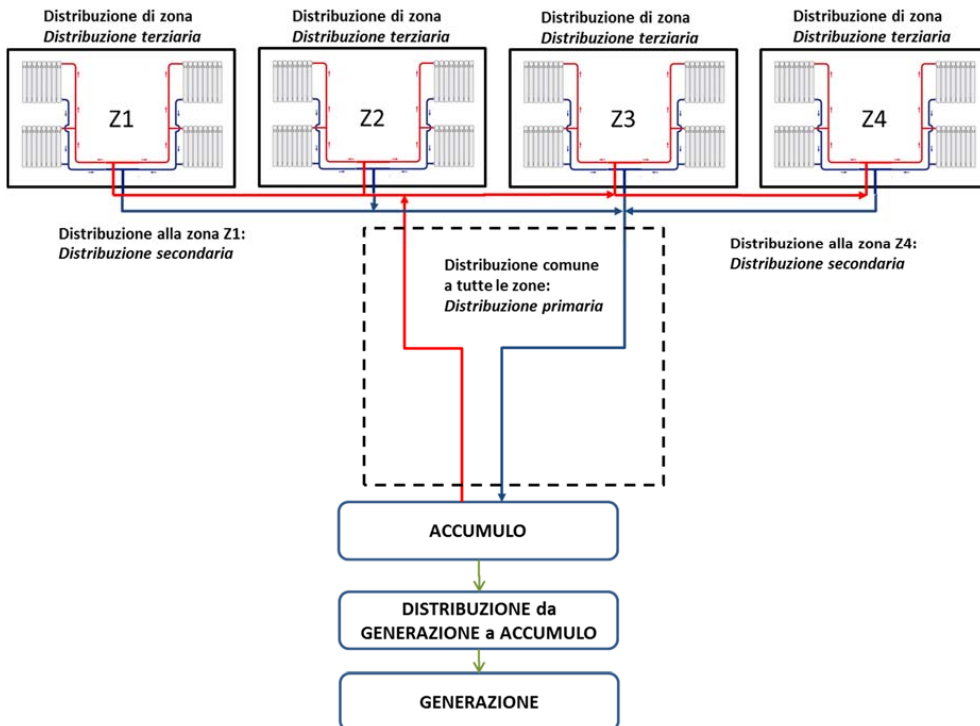 Distribuzione di zona
Distribuzione terziaria
Distribuzione di zona
Distribuzione terziaria
Distribuzione di zona
Distribuzione terziaria
Distribuzione di zona
Distribuzione terziaria
Z1
Z2
Z3
Z4
Distribuzione alla zona Z1:
Distribuzione secondaria
Distribuzione comune
a tutte le zone:
Distribuzione primaria
Distribuzione alla zona Z4:
Distribuzione secondaria
ACCUMULO
DISTRIBUZIONE da
GENERAZIONE a ACCUMULO
GENERAZIONE